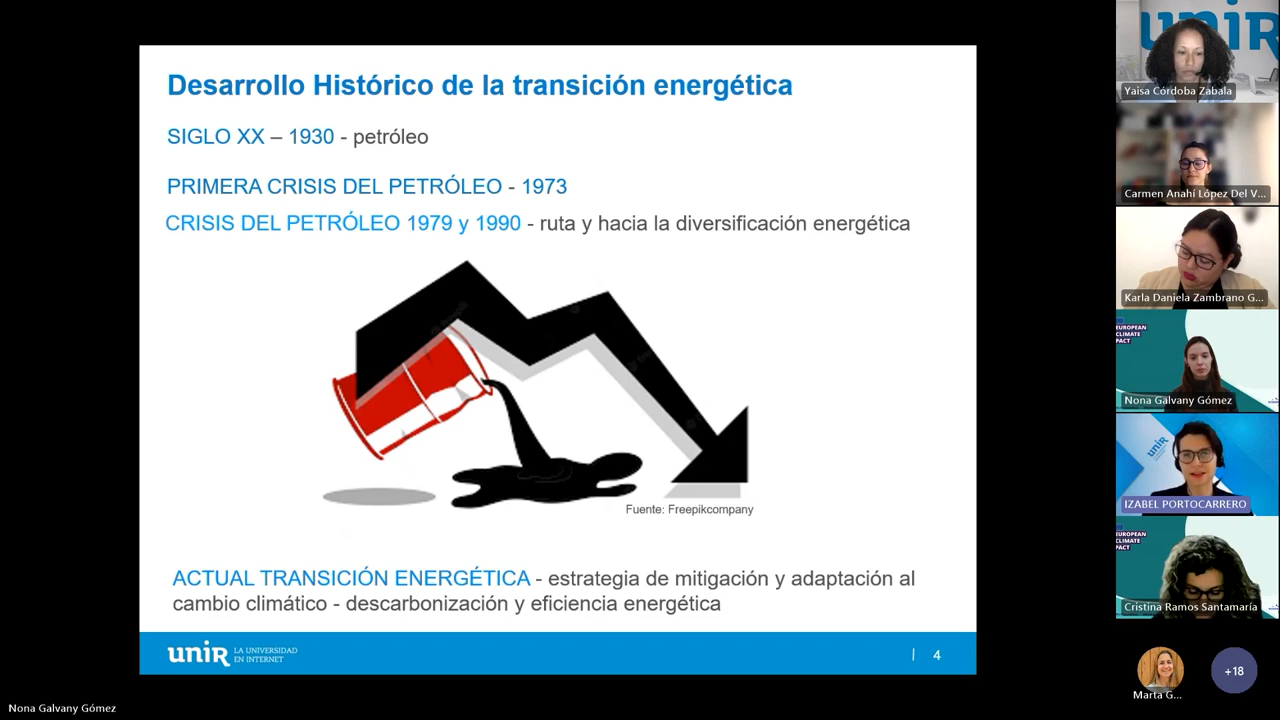 Desarrollo Histórico de la transición energética
SIGLO XX – 1930 - petróleo
PRIMERA CRISIS DEL PETRÓLEO - 1973
CRISIS DEL PETRÓLEO 1979 y 1990 - ruta y hacia la diversificación energética
Fuente: Freepikcompany
ACTUAL TRANSICIÓN ENERGÉTICA - estrategia de mitigación y adaptación al
cambio climático - descarbonización y eficiencia energética
unir LA UNIVERSIDAD
EN INTERNET
| 4
unir
Yaisa Córdoba Zabala
Carmen Anahí López Del V...
Karla Daniela Zambrano G...
EUROPEAN
CLIMATE
PACT
Nona Galvany Gómez
unir
IZABEL PORTOCARRERO
EUROPEAN
CLIMATE
PACT
Cristina Ramos Santamaría
Marta G...
+18
Nona Galvany Gómez